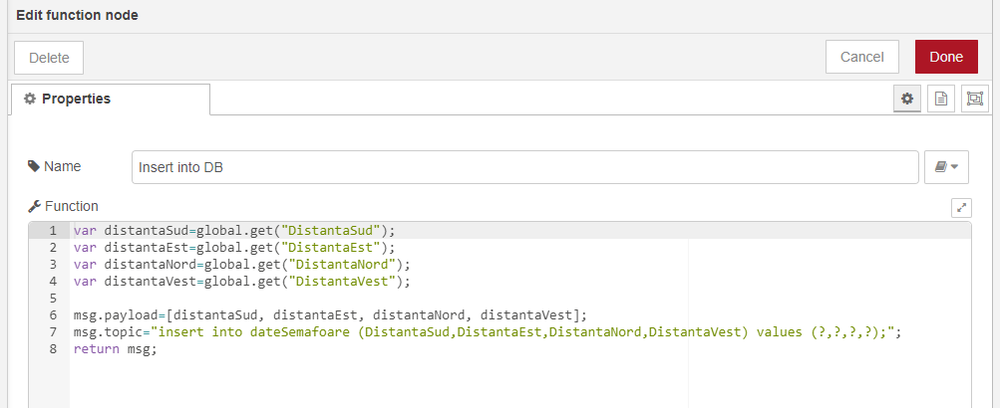 Edit function node
Delete
Cancel
Done
Properties
Name
Insert into DB
Function
1 var distantaSud=global.get("DistantaSud");
2 var distantaEst=global.get("DistantaEst");
3 var distantaNord=global.get("DistantaNord");
4 var distantaVest=global.get("DistantaVest");
5
6 msg.payload=[distantaSud, distantaEst, distantaNord, distantaVest];
7 msg.topic="insert into dateSemafoare (DistantaSud,DistantaEst,DistantaNord,DistantaVest) values (?,?,?,?);";
8 return msg;